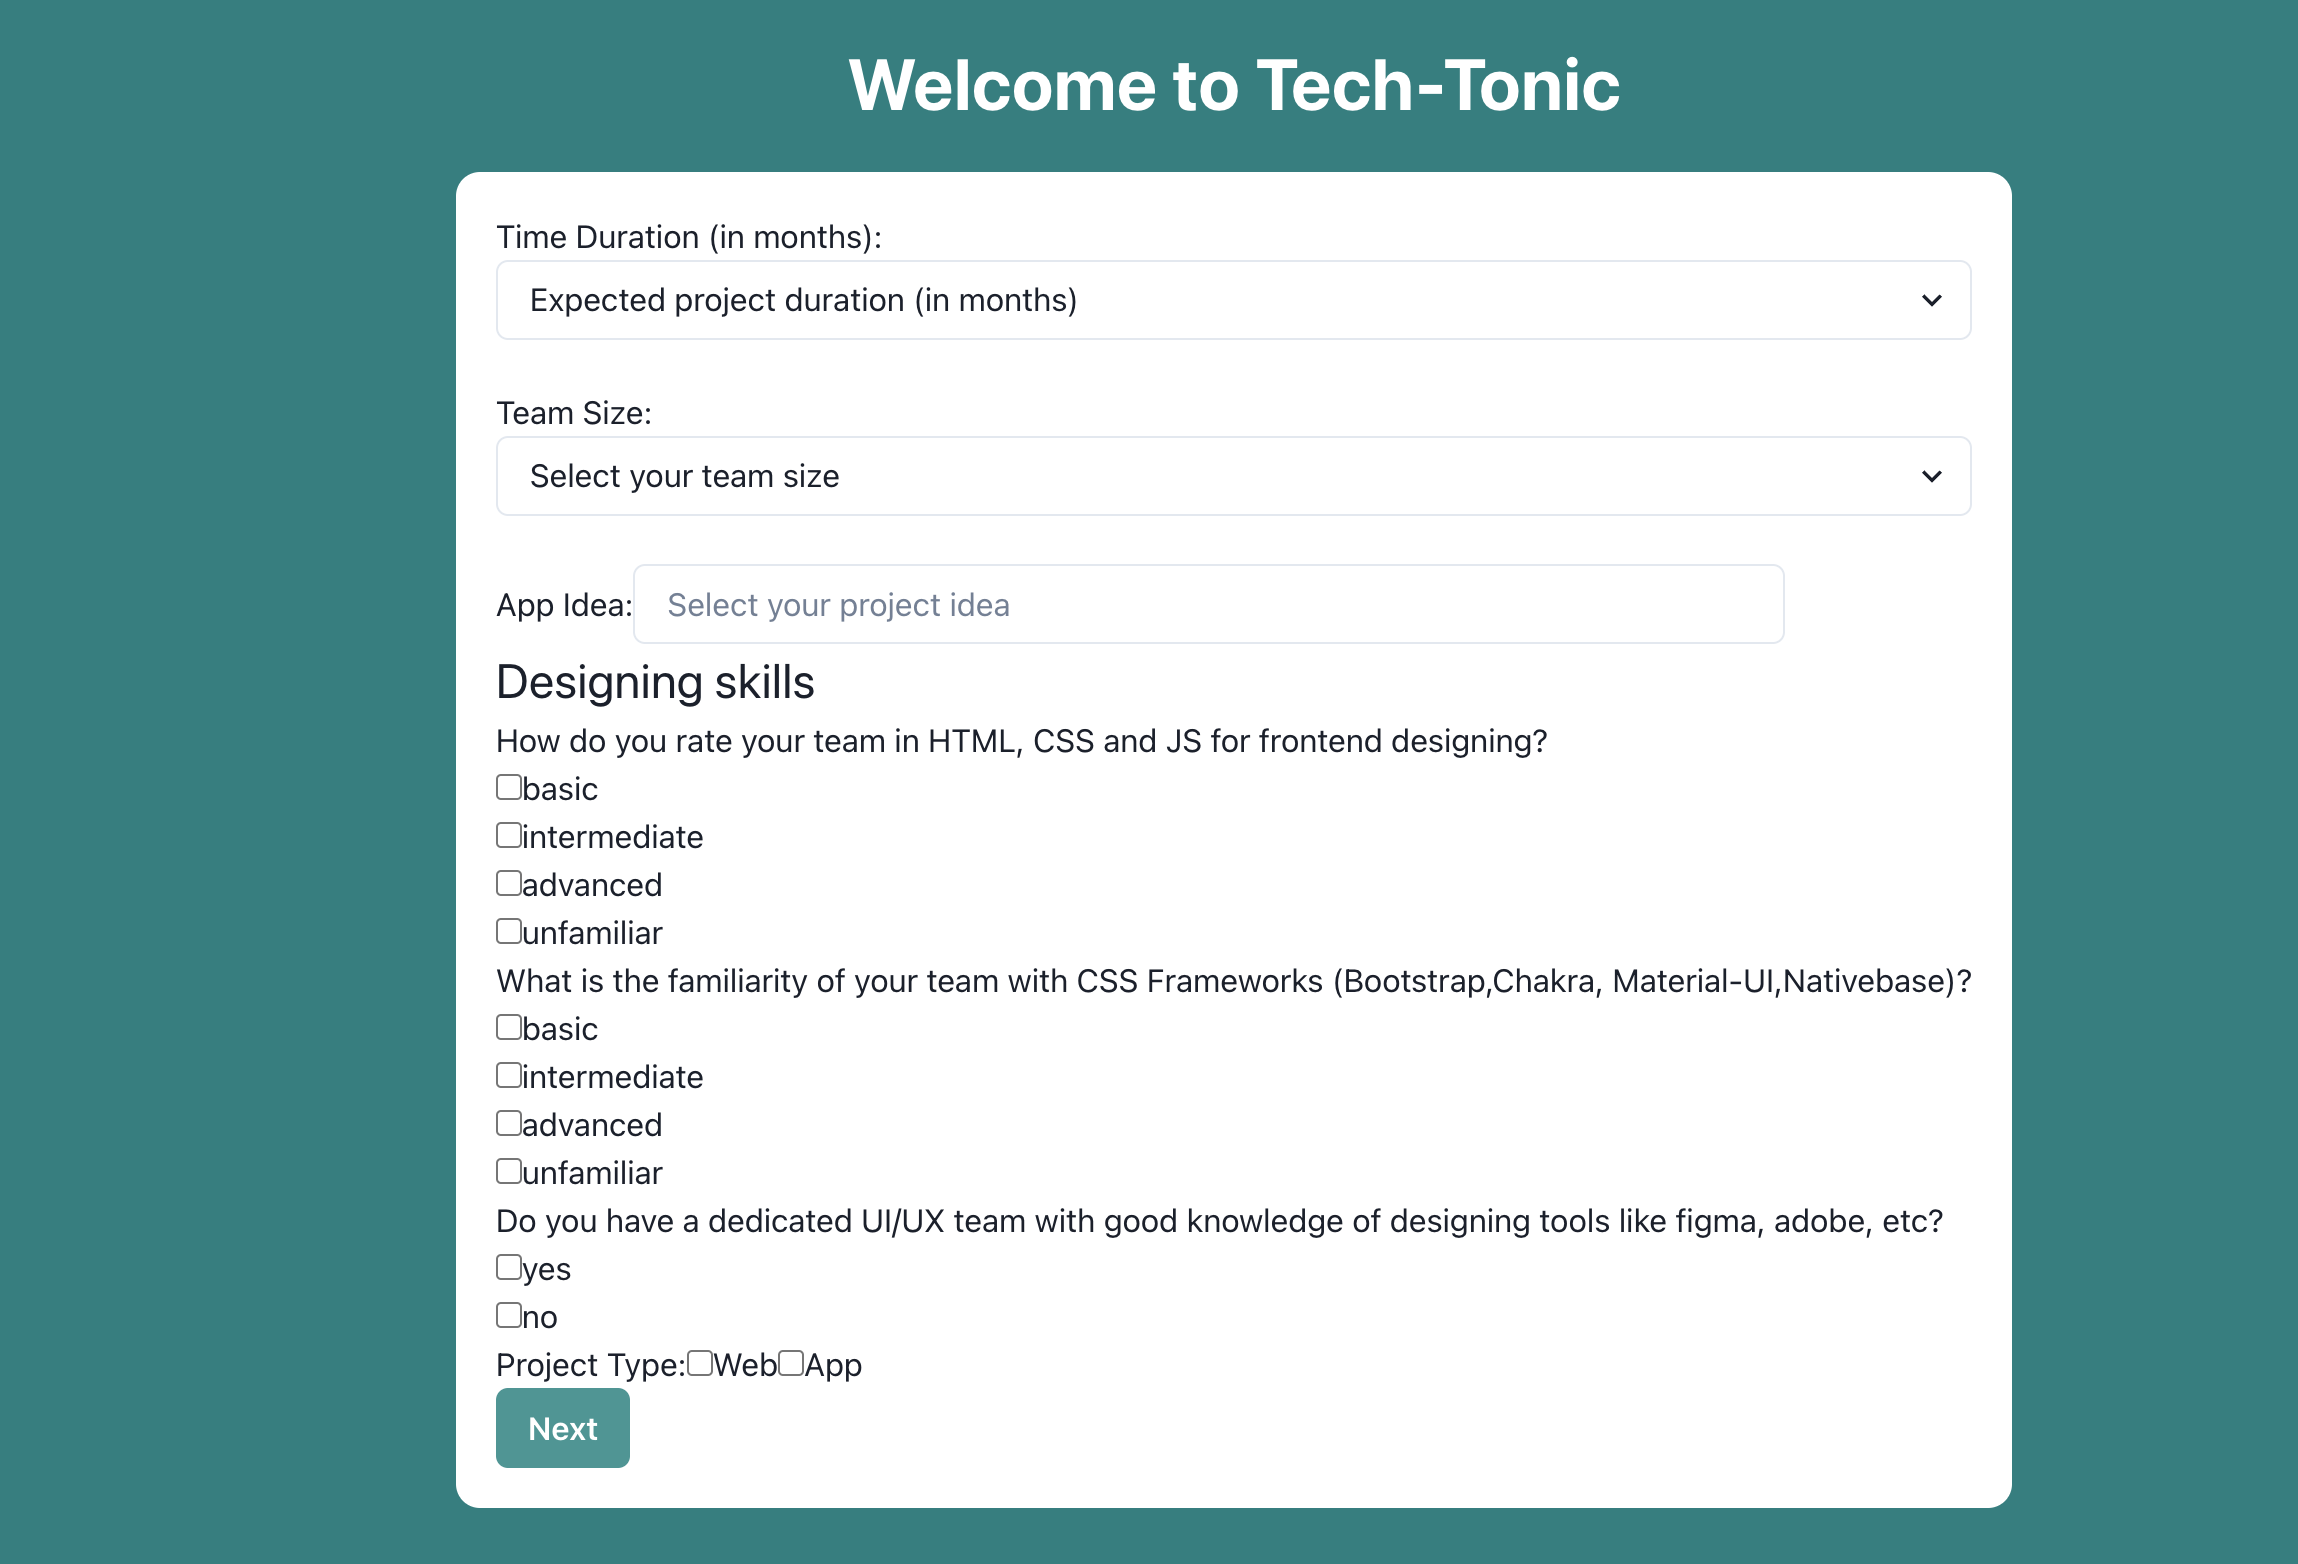 Welcome to Tech-Tonic
Time Duration (in months):
Expected project duration (in months)
Team Size:
Select your team size
App Idea: Select your project idea
Designing skills
How do you rate your team in HTML, CSS and JS for frontend designing?
basic
intermediate
advanced
unfamiliar
What is the familiarity of your team with CSS Frameworks (Bootstrap,Chakra, Material-UI,Nativebase)?
basic
intermediate
advanced
unfamiliar
Do you have a dedicated UI/UX team with good knowledge of designing tools like figma, adobe, etc?
yes
no
Project Type: Web App
Next